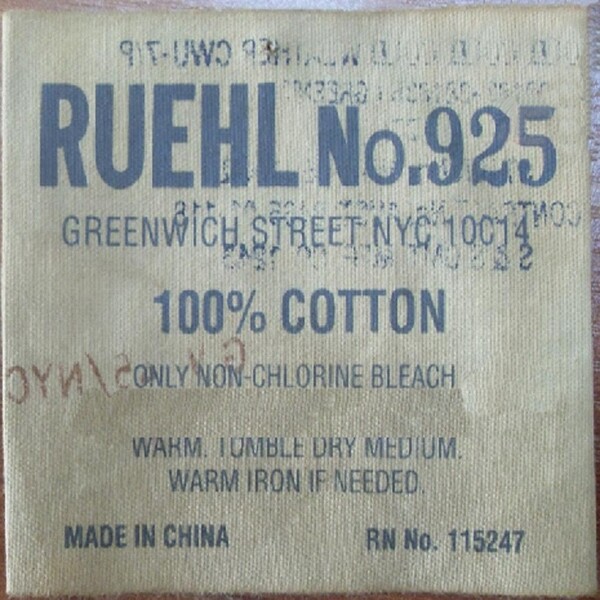 RUEHL No.925
GREENWICH STREET NYC 10014
100% COTTON
ONLY NON-CHLORINE BLEACH
WARM. TUMBLE DRY MEDIUM.
WARM IRON IF NEEDED.
MADE IN CHINA RN No. 115247